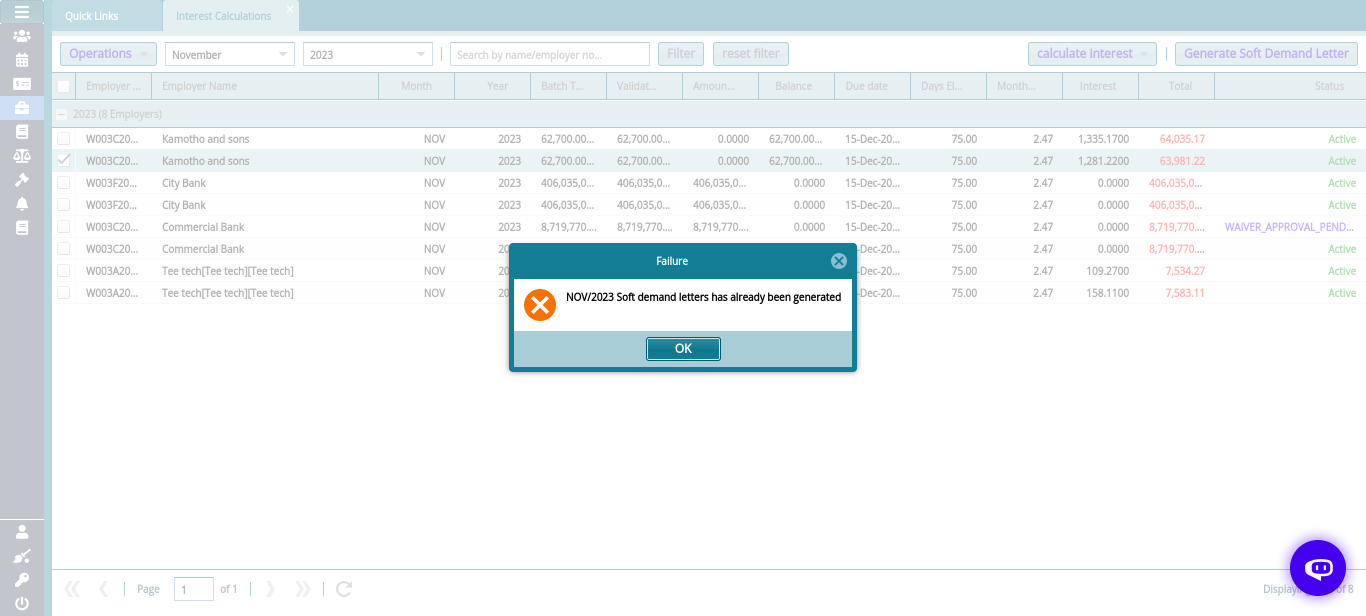 Quick Links
Interest Calculations
Operations November 2023 Search by name/employer no... Filter reset filter calculate interest Generate Soft Demand Letter
Employer ... Employer Name Month Year Batch T... Validat... Amoun... Balance Due date Days El... Month... Interest Total Status
2023 (8 Employers)
W003C20... Kamotho and sons NOV 2023 62,700.00... 62,700.00... 0.0000 62,700.00... 15-Dec-20... 75.00 2.47 1,335.1700 64,035.17 Active
W003C20... Kamotho and sons NOV 2023 62,700.00... 62,700.00... 0.0000 62,700.00... 15-Dec-20... 75.00 2.47 1,281.2200 63,981.22 Active
W003F20... City Bank NOV 2023 406,035,0... 406,035,0... 406,035,0... 0.0000 15-Dec-20... 75.00 2.47 0.0000 406,035,0... Active
W003F20... City Bank NOV 2023 406,035,0... 406,035,0... 406,035,0... 0.0000 15-Dec-20... 75.00 2.47 0.0000 406,035,0... Active
W003C20... Commercial Bank NOV 2023 8,719,770.... 8,719,770.... 8,719,770.... 0.0000 15-Dec-20... 75.00 2.47 0.0000 8,719,770.... WAIVER_APPROVAL_PEND...
W003C20... Commercial Bank NOV 20 -Dec-20... 75.00 2.47 0.0000 8,719,770.... Active
W003A20... Tee tech[Tee tech][Tee tech] NOV 20 -Dec-20... 75.00 2.47 109.2700 7,534.27 Active
W003A20... Tee tech[Tee tech][Tee tech] NOV 20 -Dec-20... 75.00 2.47 158.1100 7,583.11 Active
Failure
NOV/2023 Soft demand letters has already been generated
OK
Page 1 of 1
of 8